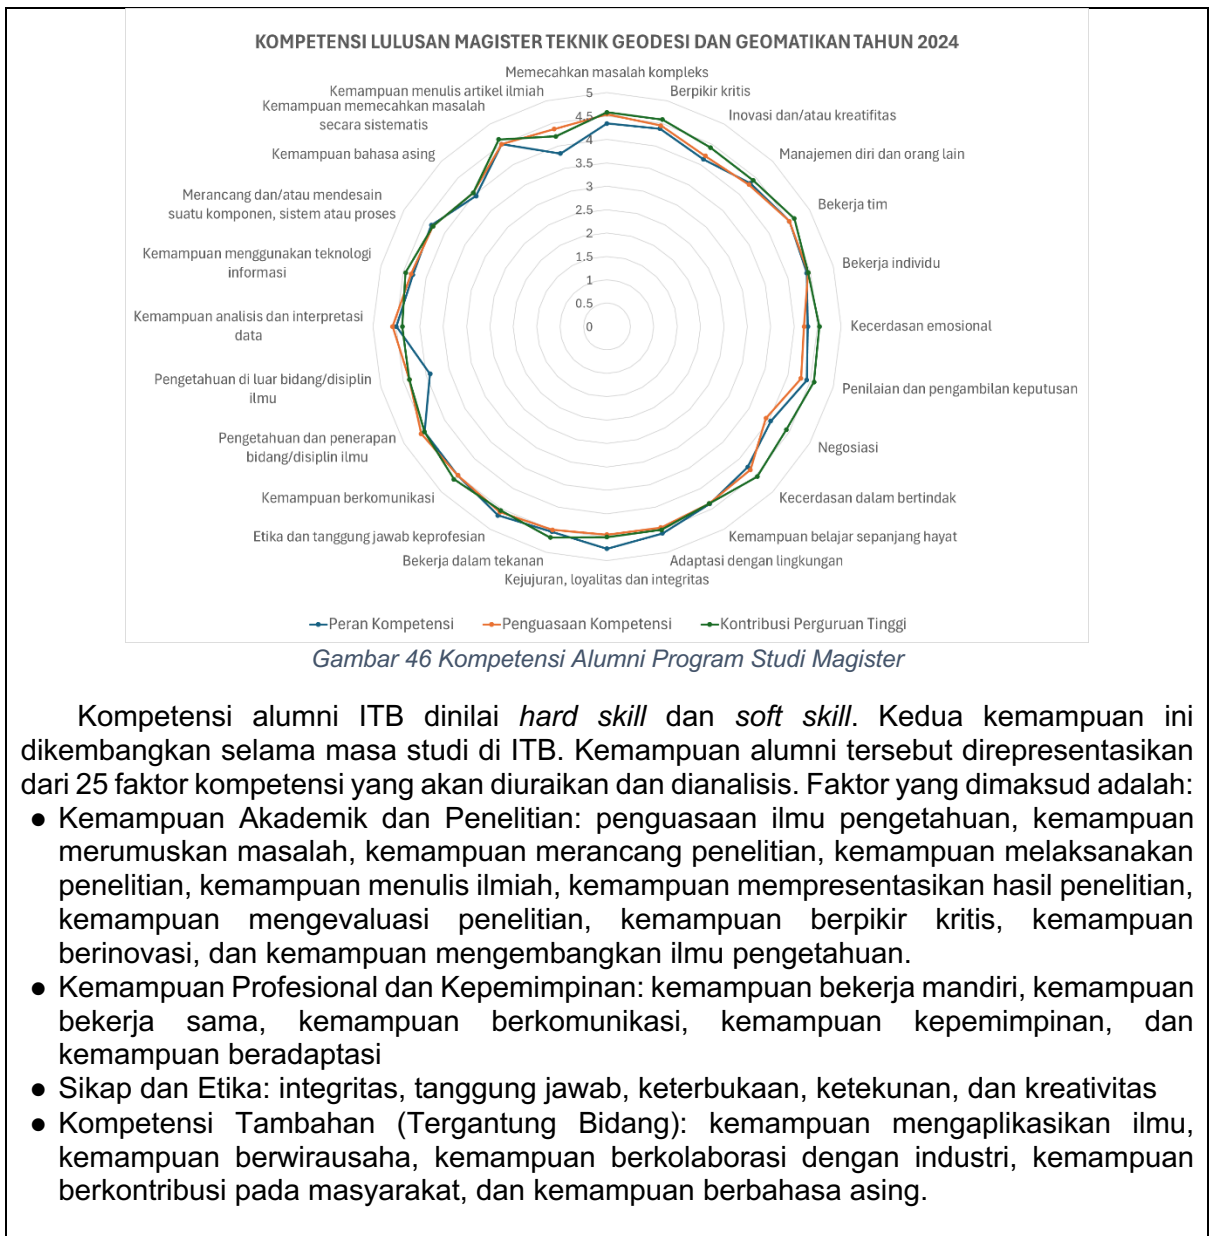 KOMPETENSI LULUSAN MAGISTER TEKNIK GEODESI DAN GEOMATIKAN TAHUN 2024
Memecahkan masalah kompleks
Berpikir kritis
Inovasi dan/atau kreatifitas
Manajemen diri dan orang lain
Bekerja tim
Bekerja individu
Kecerdasan emosional
Penilaian dan pengambilan keputusan
Negosiasi
Kecerdasan dalam bertindak
Kemampuan belajar sepanjang hayat
Adaptasi dengan lingkungan
Kejujuran, loyalitas dan integritas
Bekerja dalam tekanan
Etika dan tanggung jawab keprofesian
Kemampuan berkomunikasi
Pengetahuan dan penerapan
bidang/disiplin ilmu
Pengetahuan di luar bidang/disiplin
ilmu
Kemampuan analisis dan interpretasi
data
Kemampuan menggunakan teknologi
informasi
Merancang dan/atau mendesain
suatu komponen, sistem atau proses
Kemampuan bahasa asing
Kemampuan memecahkan masalah
secara sistematis
Kemampuan menulis artikel ilmiah
5
4.5
4
3.5
3
2.5
2
1.5
1
0.5
0
Peran Kompetensi
Penguasaan Kompetensi
Kontribusi Perguruan Tinggi
Gambar 46 Kompetensi Alumni Program Studi Magister
Kompetensi alumni ITB dinilai hard skill dan soft skill. Kedua kemampuan ini
dikembangkan selama masa studi di ITB. Kemampuan alumni tersebut direpresentasikan
dari 25 faktor kompetensi yang akan diuraikan dan dianalisis. Faktor yang dimaksud adalah:
● Kemampuan Akademik dan Penelitian: penguasaan ilmu pengetahuan, kemampuan
merumuskan masalah, kemampuan merancang penelitian, kemampuan melaksanakan
penelitian, kemampuan menulis ilmiah, kemampuan mempresentasikan hasil penelitian,
kemampuan mengevaluasi penelitian, kemampuan berpikir kritis, kemampuan
berinovasi, dan kemampuan mengembangkan ilmu pengetahuan.
● Kemampuan Profesional dan Kepemimpinan: kemampuan bekerja mandiri, kemampuan
bekerja sama, kemampuan berkomunikasi, kemampuan kepemimpinan, dan
kemampuan beradaptasi
● Sikap dan Etika: integritas, tanggung jawab, keterbukaan, ketekunan, dan kreativitas
● Kompetensi Tambahan (Tergantung Bidang): kemampuan mengaplikasikan ilmu,
kemampuan berwirausaha, kemampuan berkolaborasi dengan industri, kemampuan
berkontribusi pada masyarakat, dan kemampuan berbahasa asing.